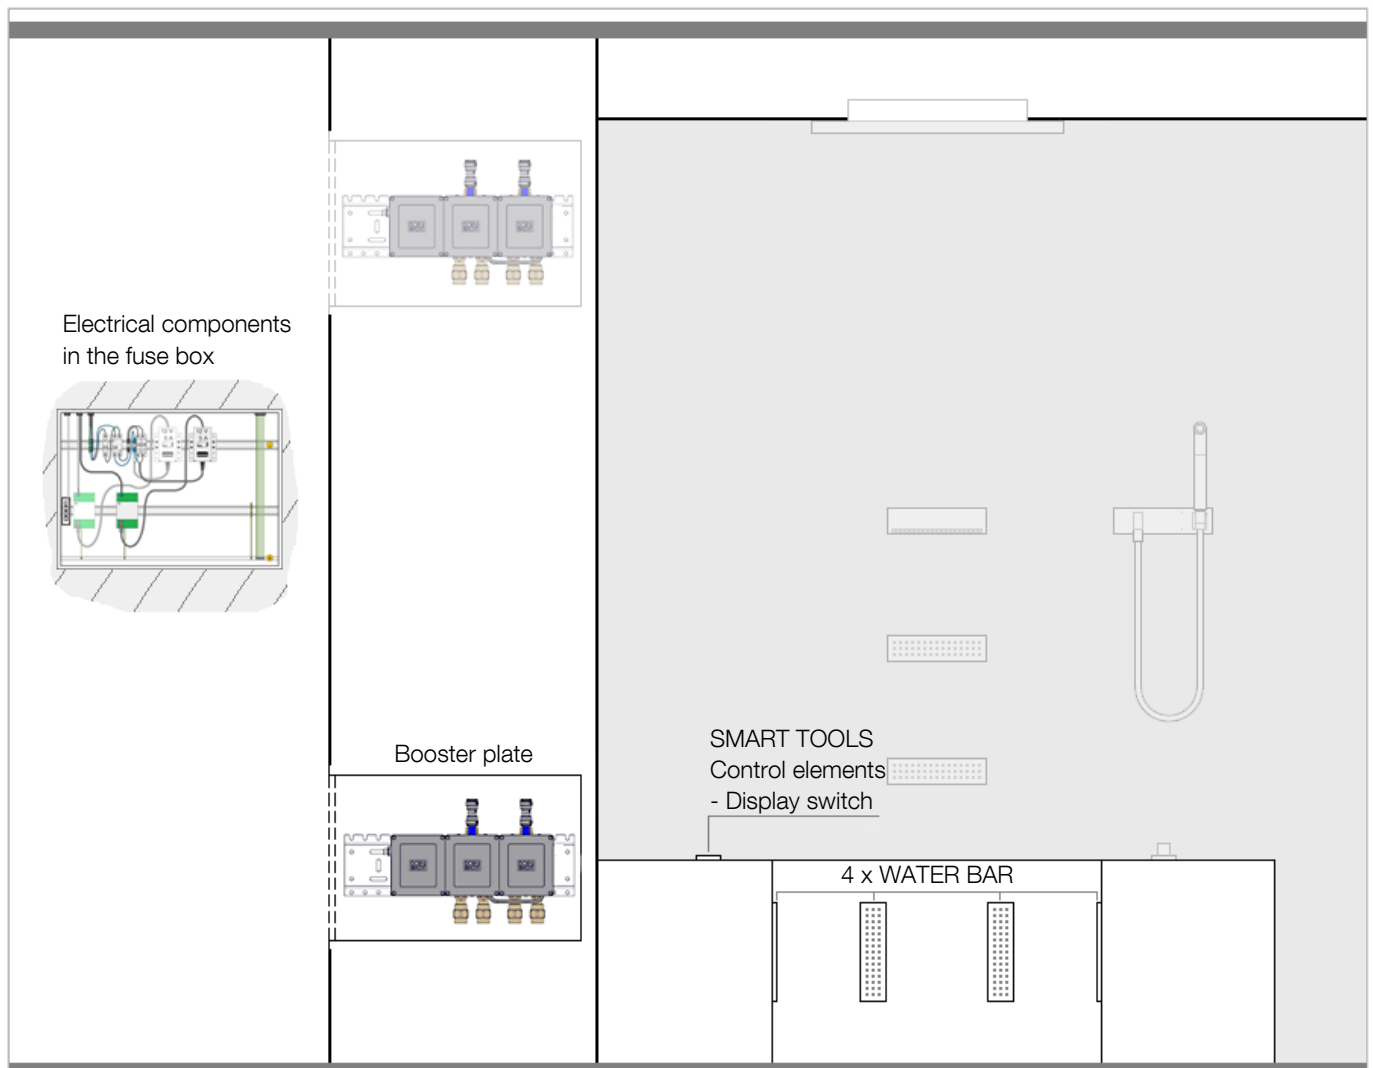 Electrical components
in the fuse box
Booster plate
SMART TOOLS
Control elements
- Display switch
4 x WATER BAR